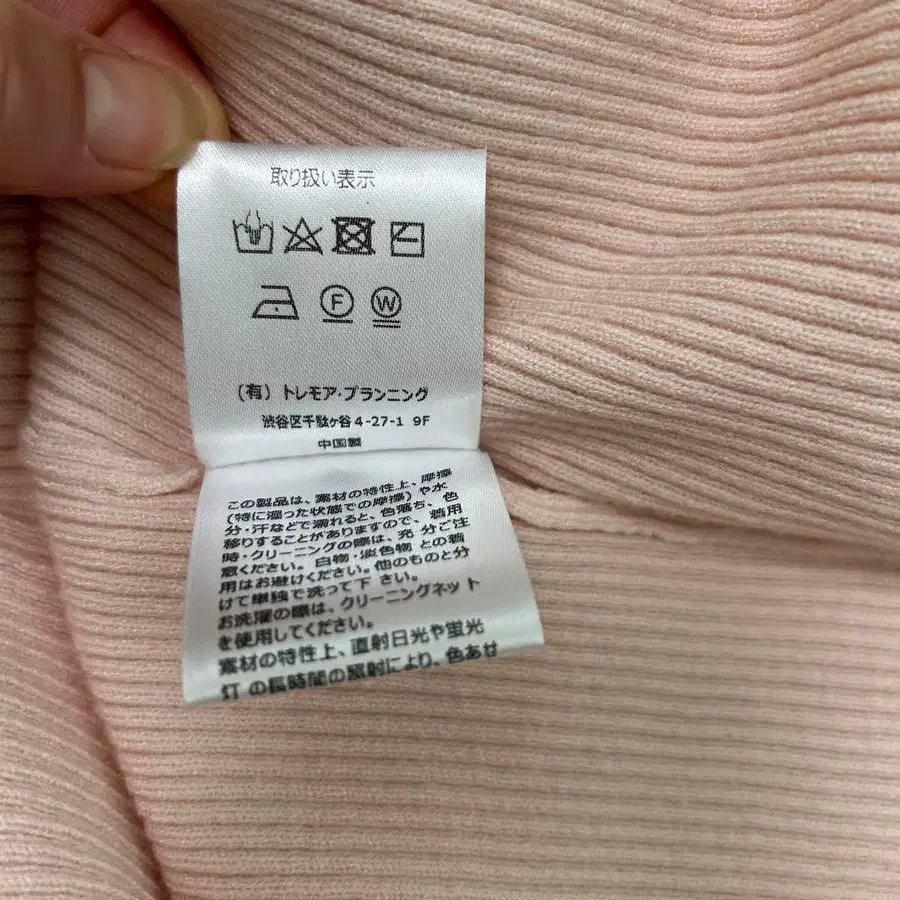 取り扱い表示
F W
(有) トレモア・プランニング
渋谷区千駄ヶ谷 4-27-1 9F
中国製
この製品は、素材の特性上、摩擦
(特に湿った状態での摩擦) や水
分・汗などで濡れると、色落ち、色
移りすることがありますので、着用
時・クリーニングの際は、充 分ご注
意ください。白物・淡色物 との着
用はお避けください。他のものと分
けて単独で洗って下 さい。
お洗濯の際は、クリーニングネット
を使用してください。
素材の特性上、直射日光や蛍光
灯 の長時間の照射により、色あせ